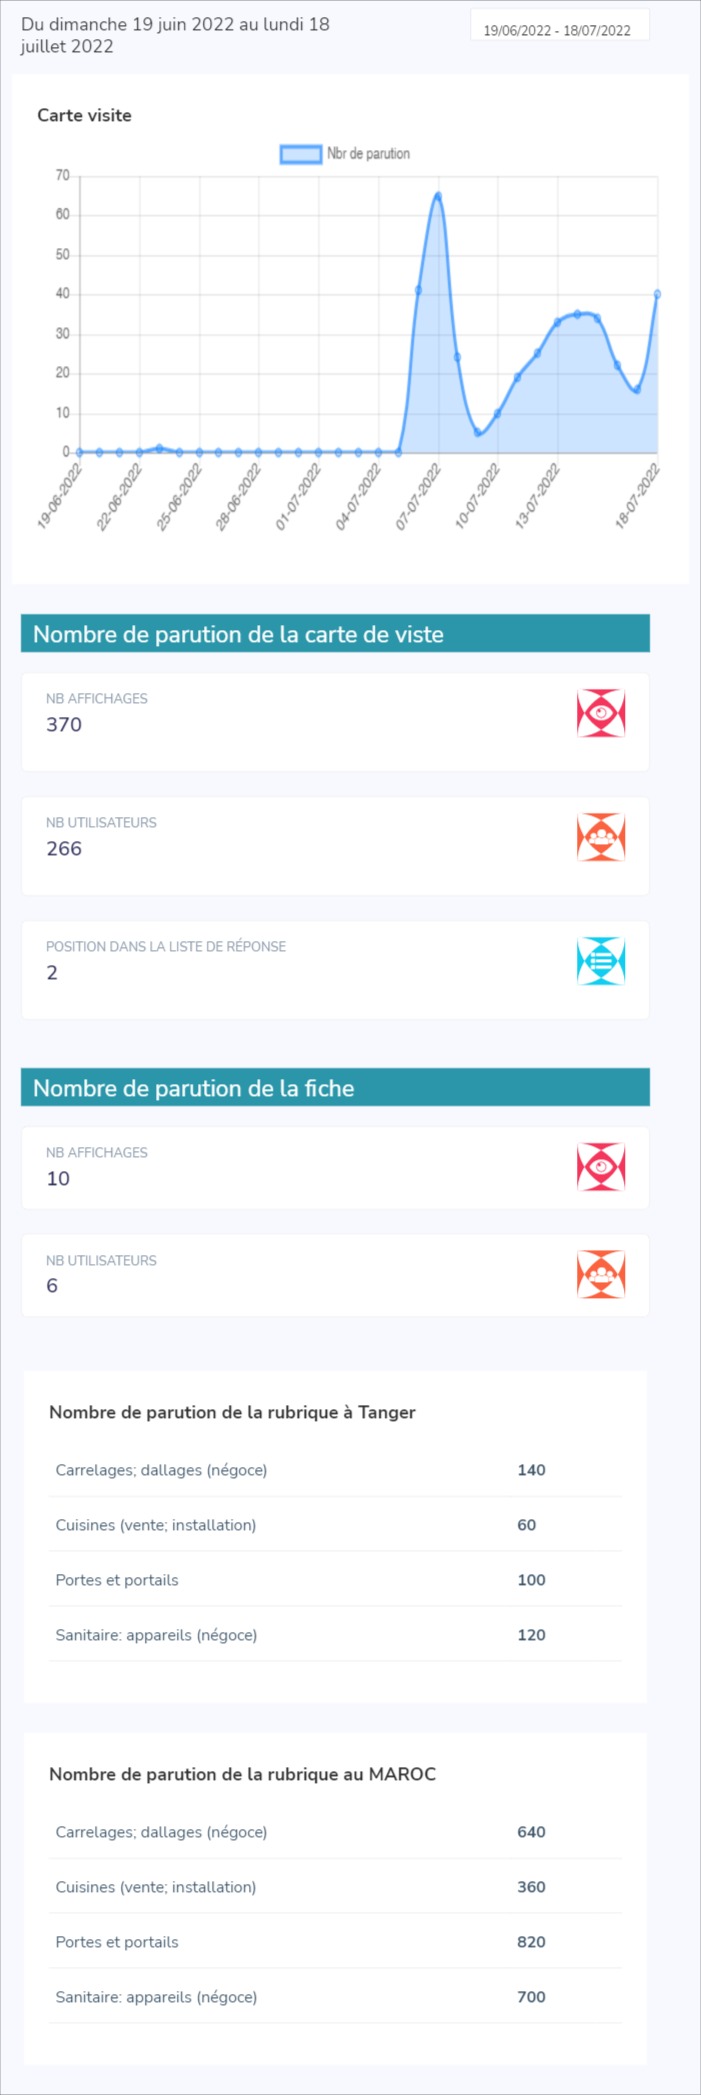 Du dimanche 19 juin 2022 au lundi 18
juillet 2022
19/06/2022 - 18/07/2022
Carte visite
Nbr de parution
70
60
50
40
30
20
10
0
19-06-2022
22-06-2022
25-06-2022
28-06-2022
01-07-2022
04-07-2022
07-07-2022
10-07-2022
13-07-2022
18-07-2022
Nombre de parution de la carte de viste
NB AFFICHAGES
370
NB UTILISATEURS
266
POSITION DANS LA LISTE DE RÉPONSE
2
Nombre de parution de la fiche
NB AFFICHAGES
10
NB UTILISATEURS
6
Nombre de parution de la rubrique à Tanger
Carrelages; dallages (négoce) 140
Cuisines (vente; installation) 60
Portes et portails 100
Sanitaire: appareils (négoce) 120
Nombre de parution de la rubrique au MAROC
Carrelages; dallages (négoce) 640
Cuisines (vente; installation) 360
Portes et portails 820
Sanitaire: appareils (négoce) 700